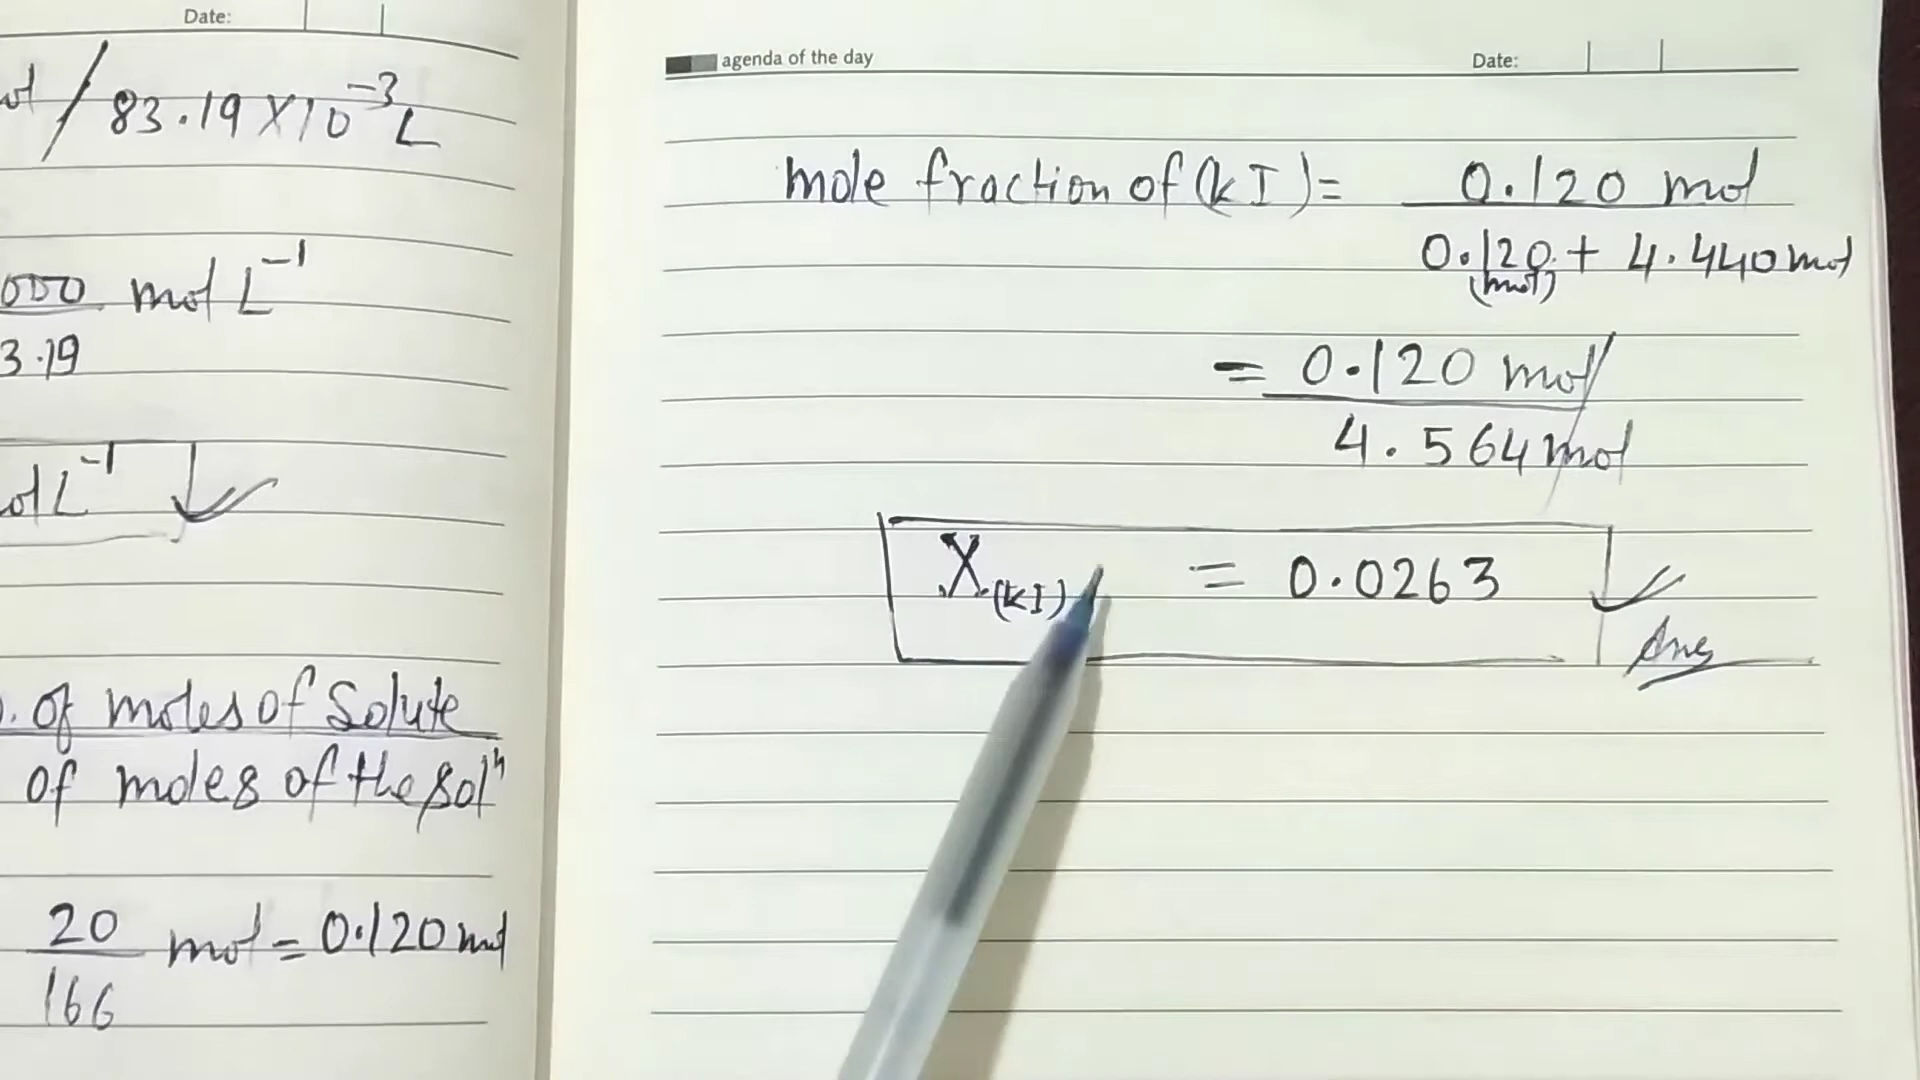 Date:
/ 83.19 X 10⁻³ L
000 mol L⁻¹
3.19
L⁻¹
. of moles of Solute
of moles of the solⁿ
20 mol = 0.120 mol
166
agenda of the day Date:
mole fraction of (kI) = 0.120 mol
0.120 + 4.440 mol
(mol)
= 0.120 mol
4.564 mol
X(kI) = 0.0263
Ans